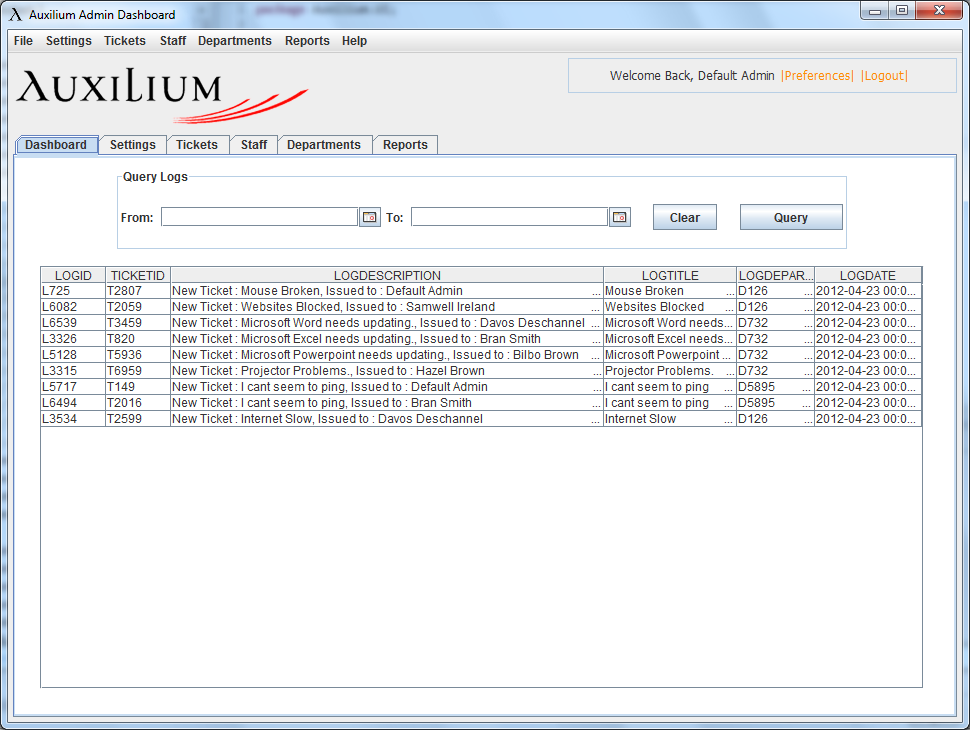 Auxilium Admin Dashboard
File Settings Tickets Staff Departments Reports Help
AUXILIUM
Welcome Back, Default Admin |Preferences| |Logout|
Dashboard Settings Tickets Staff Departments Reports
Query Logs
From: To: Clear Query
LOGID TICKETID LOGDESCRIPTION LOGTITLE LOGDEPAR... LOGDATE
L725 T2807 New Ticket : Mouse Broken, Issued to : Default Admin ... Mouse Broken ... D126 ... 2012-04-23 00:0...
L6082 T2059 New Ticket : Websites Blocked, Issued to : Samwell Ireland ... Websites Blocked ... D126 ... 2012-04-23 00:0...
L6539 T3459 New Ticket : Microsoft Word needs updating., Issued to : Davos Deschannel ... Microsoft Word needs... D732 ... 2012-04-23 00:0...
L3326 T820 New Ticket : Microsoft Excel needs updating., Issued to : Bran Smith ... Microsoft Excel needs... D732 ... 2012-04-23 00:0...
L5128 T5936 New Ticket : Microsoft Powerpoint needs updating., Issued to : Bilbo Brown ... Microsoft Powerpoint ... D732 ... 2012-04-23 00:0...
L3315 T6959 New Ticket : Projector Problems., Issued to : Hazel Brown ... Projector Problems. ... D732 ... 2012-04-23 00:0...
L5717 T149 New Ticket : I cant seem to ping, Issued to : Default Admin ... I cant seem to ping ... D5895 ... 2012-04-23 00:0...
L6494 T2016 New Ticket : I cant seem to ping, Issued to : Bran Smith ... I cant seem to ping ... D5895 ... 2012-04-23 00:0...
L3534 T2599 New Ticket : Internet Slow, Issued to : Davos Deschannel ... Internet Slow ... D126 ... 2012-04-23 00:0...